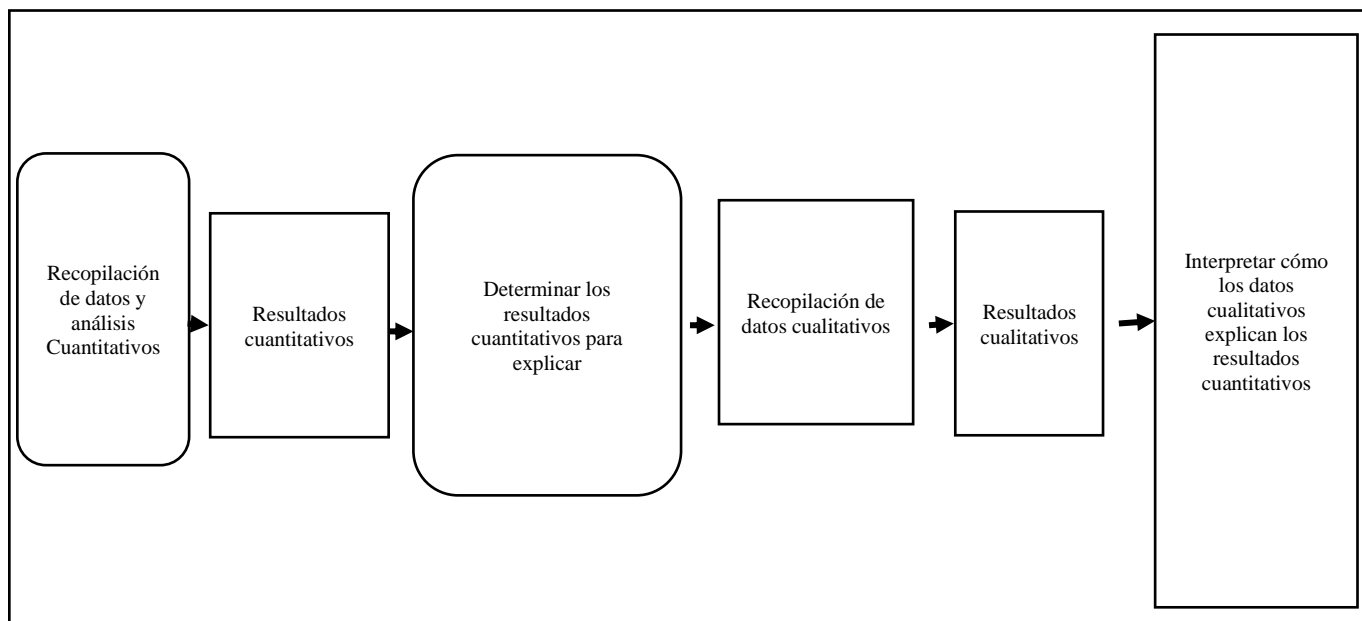 Recopilación
de datos y
análisis
Cuantitativos
Resultados
cuantitativos
Determinar los
resultados
cuantitativos para
explicar
Recopilación de
datos cualitativos
Resultados
cualitativos
Interpretar cómo
los datos
cualitativos
explican los
resultados
cuantitativos